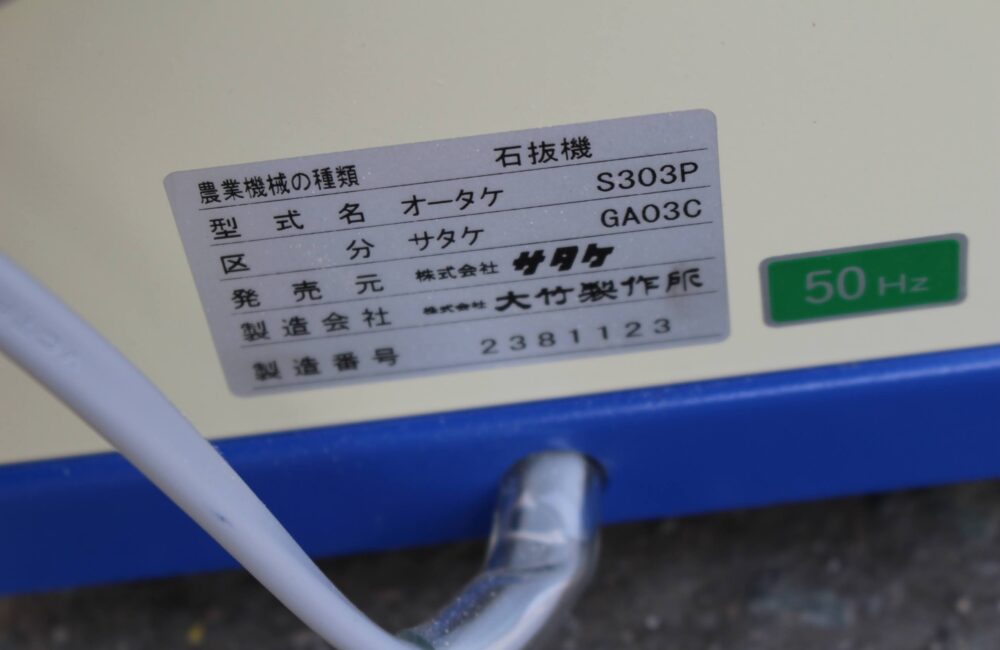 農業機械の種類 石抜機
型式名 オータケ S303P
区分 サタケ GA03C
発売元 株式会社 サタケ
製造会社 株式会社 大竹製作所
製造番号 2381123
50 Hz